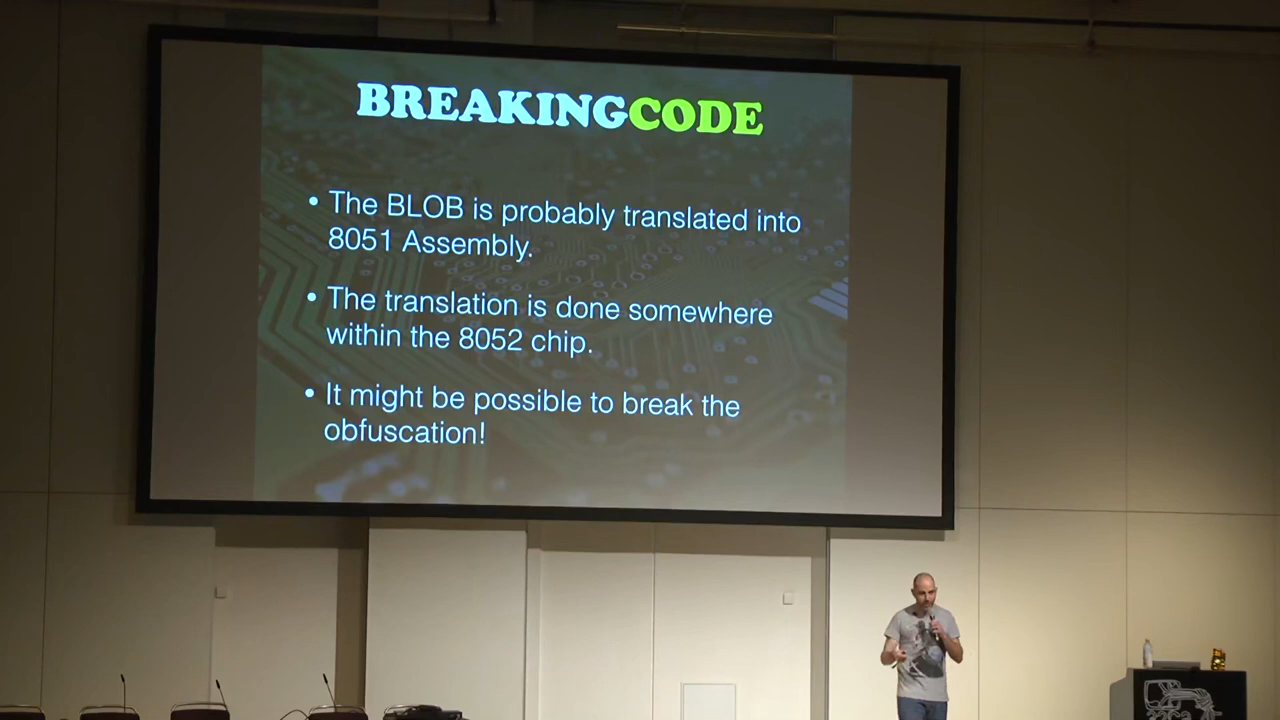 BREAKINGCODE
• The BLOB is probably translated into
8051 Assembly.
• The translation is done somewhere
within the 8052 chip.
• It might be possible to break the
obfuscation!